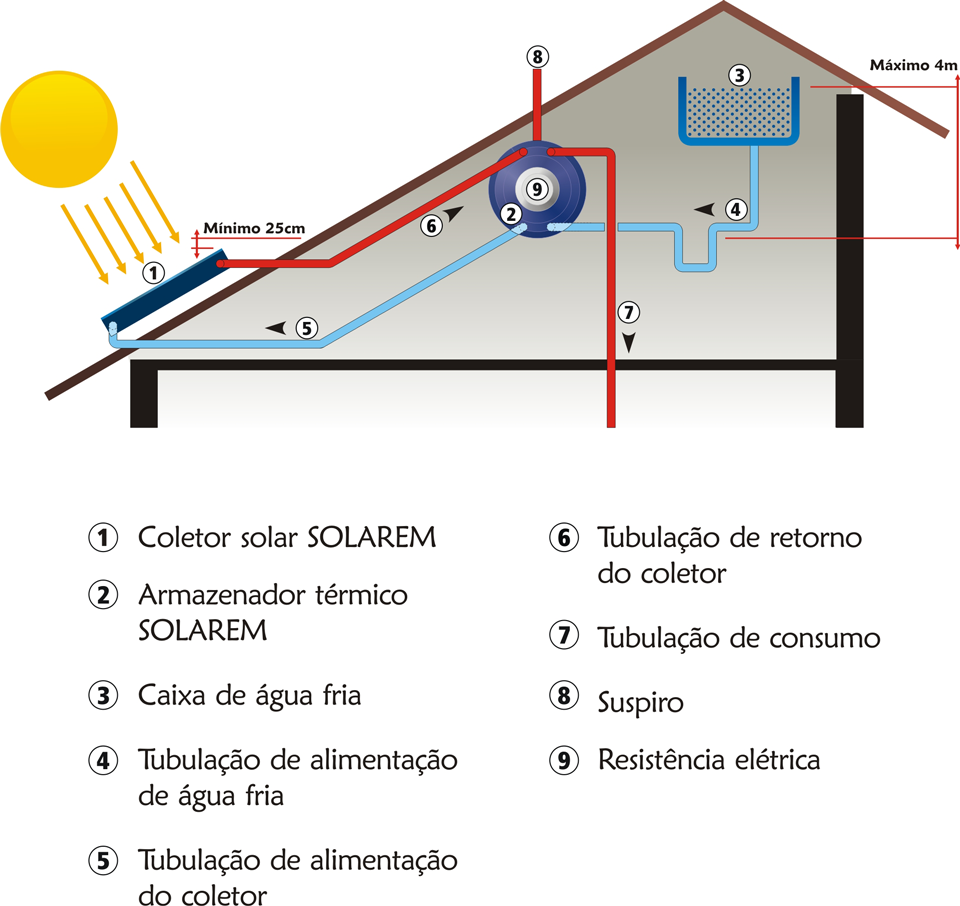 8
3
Máximo 4m
9
2
4
6
Mínimo 25cm
1
5
7
1 Coletor solar SOLAREM
2 Armazenador térmico
SOLAREM
3 Caixa de água fria
4 Tubulação de alimentação
de água fria
5 Tubulação de alimentação
do coletor
6 Tubulação de retorno
do coletor
7 Tubulação de consumo
8 Suspiro
9 Resistência elétrica